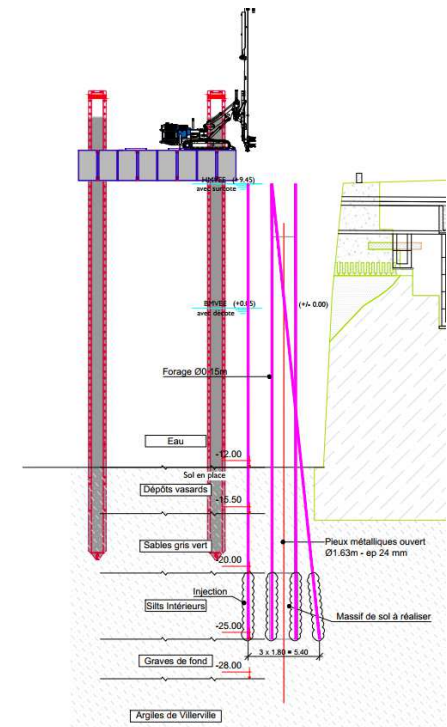 HMVEE (+9.45)
avec surcote
BMVEE (+0.65)
avec décote
(+/- 0.00)
Forage Ø0.15m
Eau
-12.00
Sol en place
Dépôts vasards
-15.50
Sables gris vert
Pieux métalliques ouvert
Ø1.63m - ep 24 mm
-20.00
Injection
Silts Intérieurs
Massif de sol à réaliser
-25.00
3 x 1.80 = 5.40
Graves de fond
-28.00
Argiles de Villerville